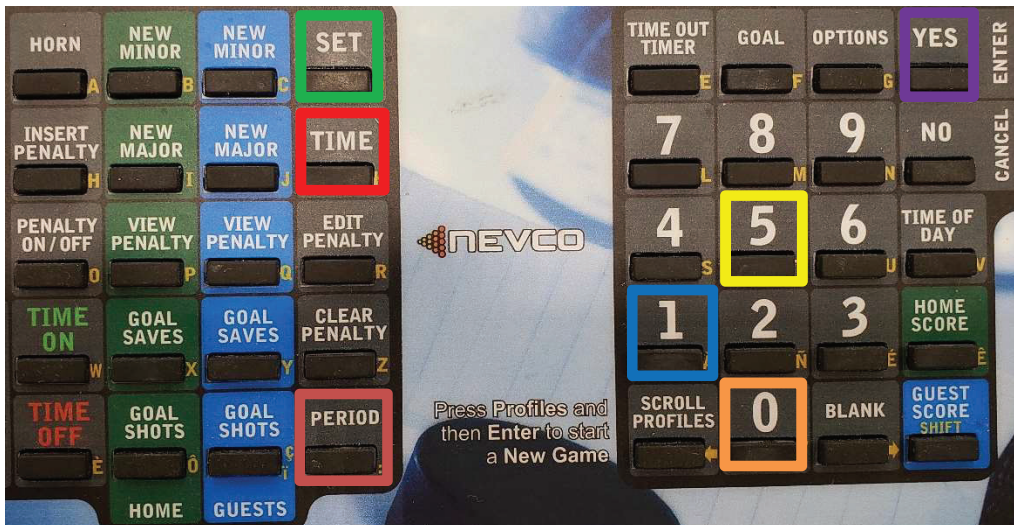 HORN
A
NEW
MINOR
B
NEW
MINOR
C
SET
INSERT
PENALTY
H
NEW
MAJOR
I
NEW
MAJOR
J
TIME
PENALTY
ON / OFF
O
VIEW
PENALTY
P
VIEW
PENALTY
Q
EDIT
PENALTY
R
TIME
ON
W
GOAL
SAVES
X
GOAL
SAVES
Y
CLEAR
PENALTY
Z
TIME
OFF
È
GOAL
SHOTS
Ô
GOAL
SHOTS
Ç
Ï
PERIOD
:
HOME
GUESTS
NEVCO
Press Profiles and
then Enter to start
a New Game
TIME OUT
TIMER
E
GOAL
F
OPTIONS
G
YES
ENTER
7
L
8
M
9
N
NO
CANCEL
4
S
5
6
U
TIME OF
DAY
V
1
2
Ñ
3
É
HOME
SCORE
Ê
SCROLL
PROFILES
0
BLANK
GUEST
SCORE
SHIFT